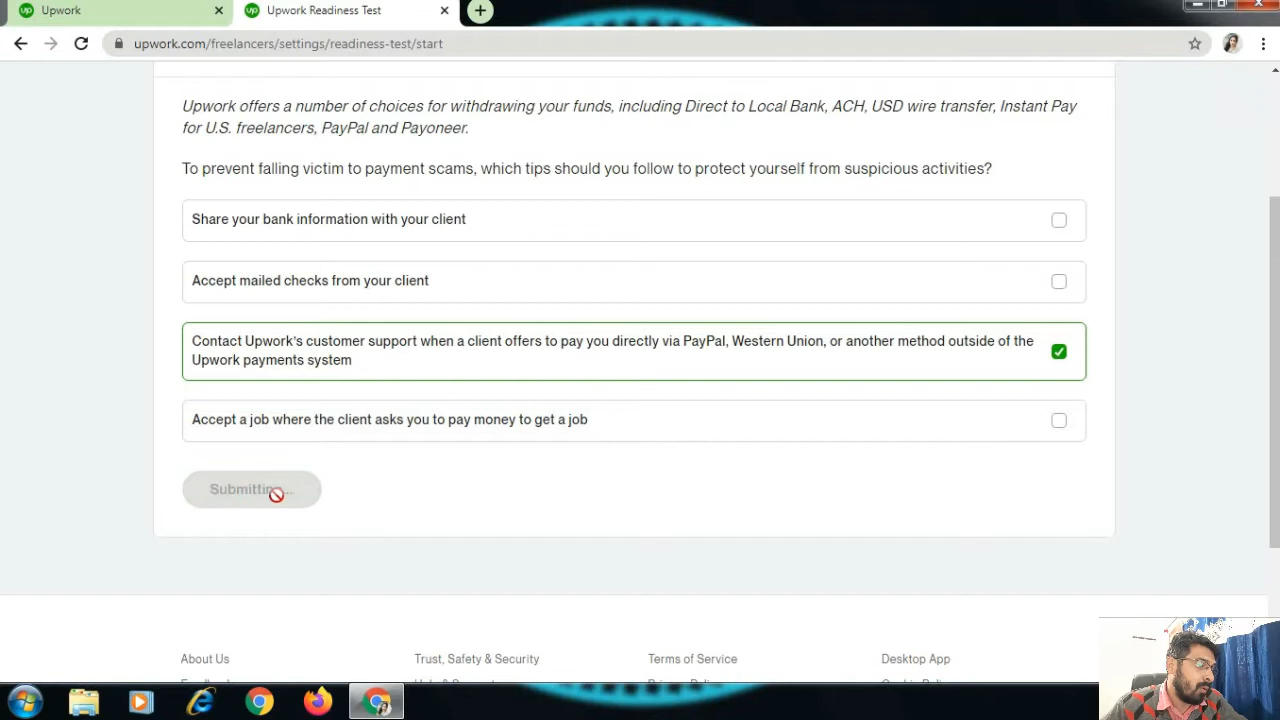 Upwork
Upwork Readiness Test
upwork.com/freelancers/settings/readiness-test/start
Upwork offers a number of choices for withdrawing your funds, including Direct to Local Bank, ACH, USD wire transfer, Instant Pay
for U.S. freelancers, PayPal and Payoneer.
To prevent falling victim to payment scams, which tips should you follow to protect yourself from suspicious activities?
Share your bank information with your client
Accept mailed checks from your client
Contact Upwork's customer support when a client offers to pay you directly via PayPal, Western Union, or another method outside of the
Upwork payments system
Accept a job where the client asks you to pay money to get a job
Submitting...
About Us
Trust, Safety & Security
Terms of Service
Desktop App